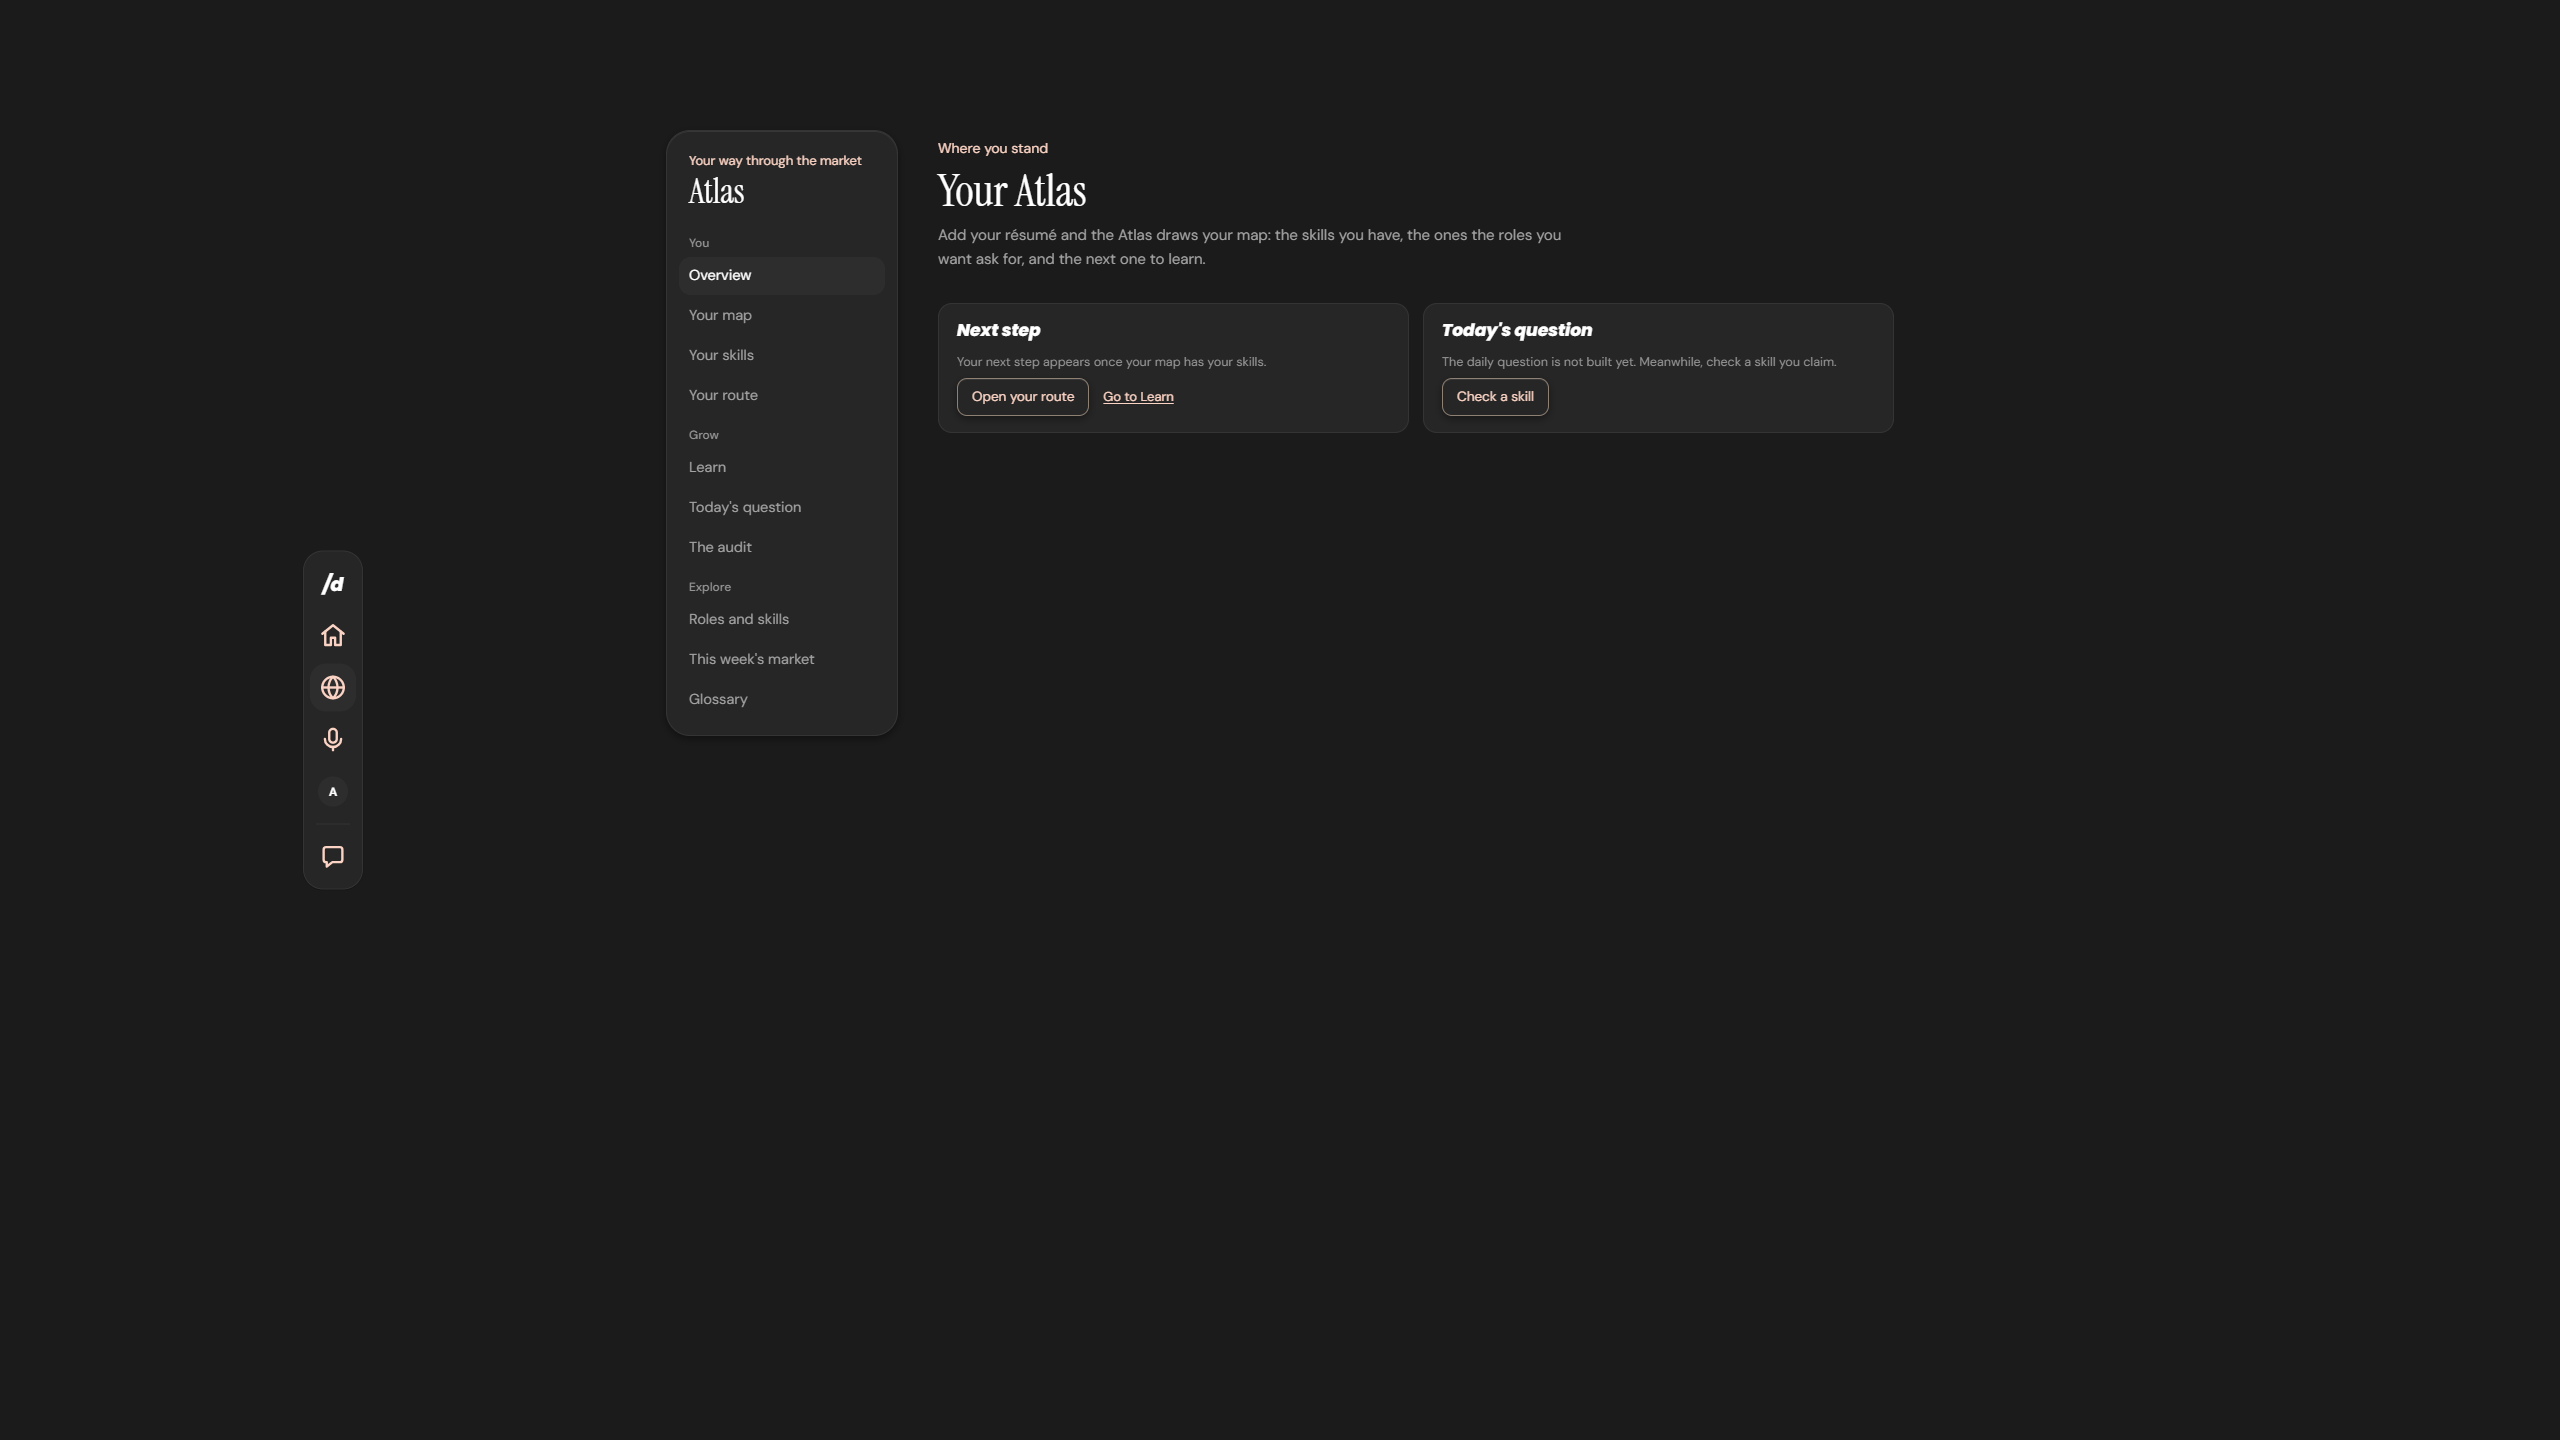 Your way through the market
Atlas
You
Overview
Your map
Your skills
Your route
Grow
Learn
Today's question
The audit
Explore
Roles and skills
This week's market
Glossary
Where you stand
Your Atlas
Add your résumé and the Atlas draws your map: the skills you have, the ones the roles you
want ask for, and the next one to learn.
Next step
Your next step appears once your map has your skills.
Open your route Go to Learn
Today's question
The daily question is not built yet. Meanwhile, check a skill you claim.
Check a skill
/d
A